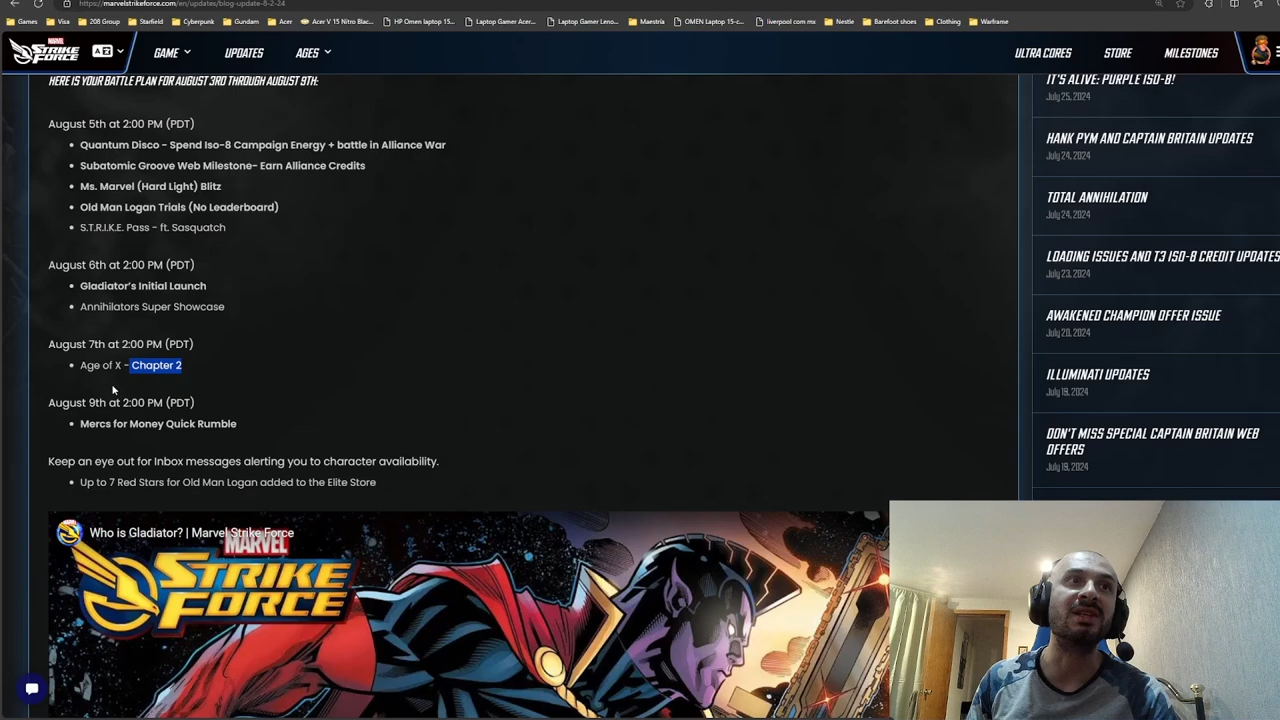 https://marvelstrikeforce.com/en/updates/blog-update-8-2-24
Games Visa 208 Group Starfield Cyberpunk Gundam Acer Acer V 15 Nitro Blac... HP Omen laptop 15... Laptop Gamer Acer... Laptop Gamer Leno... Maestría OMEN Laptop 15-c... liverpool com mx Nestle Barefoot shoes Clothing Warframe
MARVEL STRIKE FORCE GAME UPDATES AGES ULTRA CORES STORE MILESTONES
HERE IS YOUR BATTLE PLAN FOR AUGUST 3RD THROUGH AUGUST 9TH:
August 5th at 2:00 PM (PDT)
Quantum Disco - Spend Iso-8 Campaign Energy + battle in Alliance War
Subatomic Groove Web Milestone- Earn Alliance Credits
Ms. Marvel (Hard Light) Blitz
Old Man Logan Trials (No Leaderboard)
S.T.R.I.K.E. Pass - ft. Sasquatch
August 6th at 2:00 PM (PDT)
Gladiator's Initial Launch
Annihilators Super Showcase
August 7th at 2:00 PM (PDT)
Age of X - Chapter 2
August 9th at 2:00 PM (PDT)
Mercs for Money Quick Rumble
Keep an eye out for Inbox messages alerting you to character availability.
Up to 7 Red Stars for Old Man Logan added to the Elite Store
Who is Gladiator? | Marvel Strike Force
MARVEL
STRIKE
FORCE
IT'S ALIVE: PURPLE ISO-8!
July 25, 2024
HANK PYM AND CAPTAIN BRITAIN UPDATES
July 24, 2024
TOTAL ANNIHILATION
July 24, 2024
LOADING ISSUES AND T3 ISO-8 CREDIT UPDATES
July 23, 2024
AWAKENED CHAMPION OFFER ISSUE
July 20, 2024
ILLUMINATI UPDATES
July 19, 2024
DON'T MISS SPECIAL CAPTAIN BRITAIN WEB
OFFERS
July 19, 2024